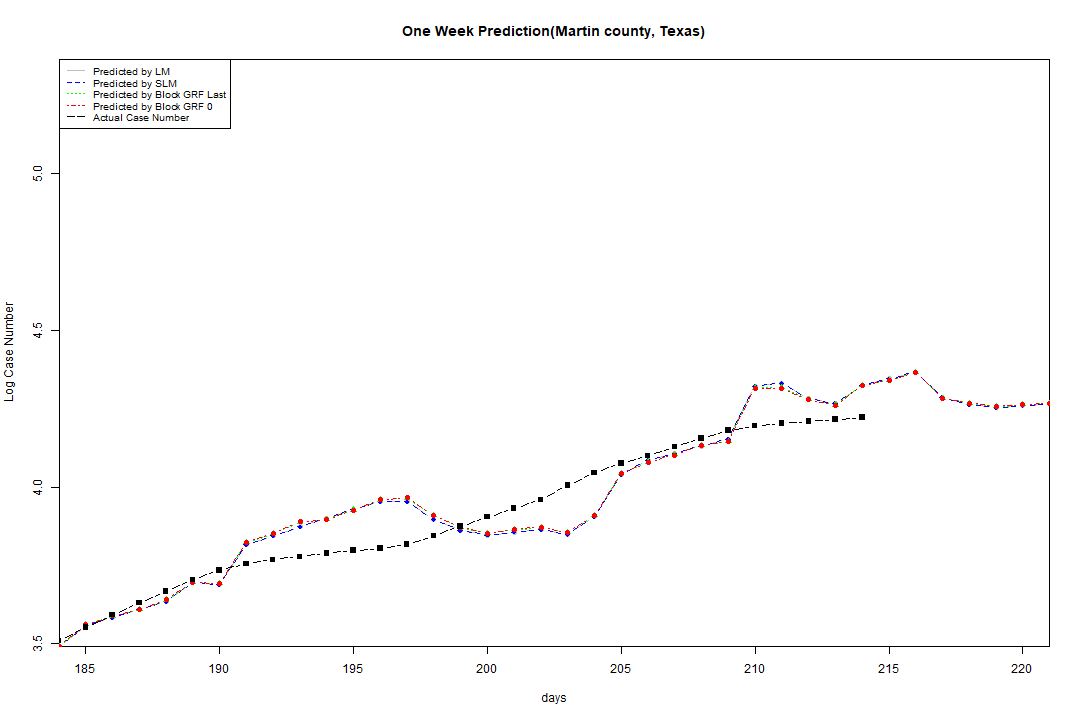 One Week Prediction(Martin county, Texas)
Predicted by LM
Predicted by SLM
Predicted by Block GRF Last
Predicted by Block GRF 0
Actual Case Number
5.0
4.5
4.0
3.5
Log Case Number
185 190 195 200 205 210 215 220
days